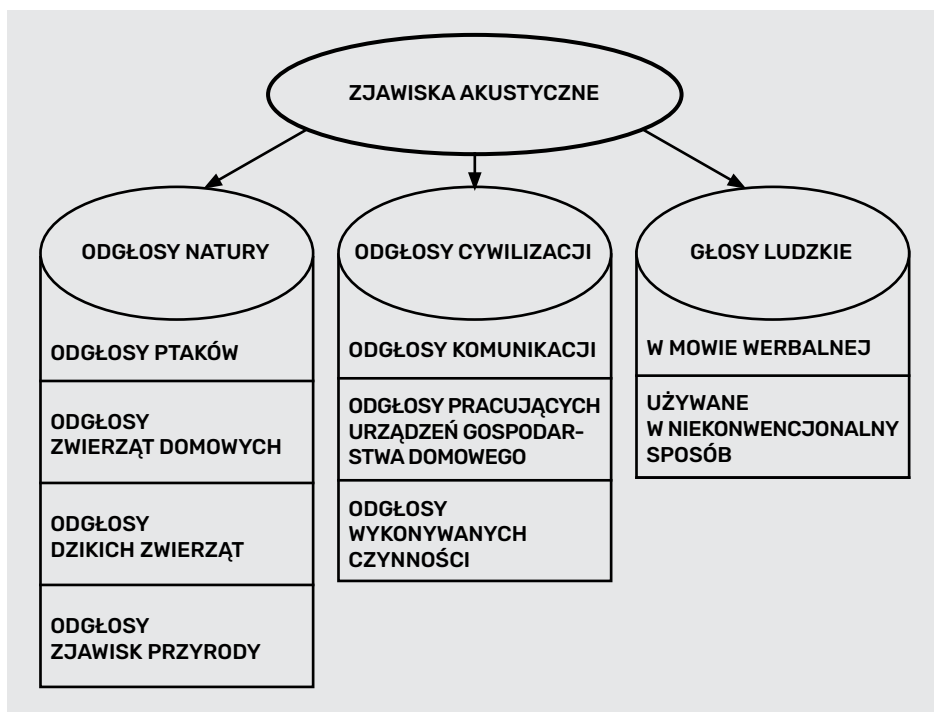 ZJAWISKA AKUSTYCZNE
ODGŁOSY NATURY
ODGŁOSY PTAKÓW
ODGŁOSY
ZWIERZĄT DOMOWYCH
ODGŁOSY
DZIKICH ZWIERZĄT
ODGŁOSY
ZJAWISK PRZYRODY
ODGŁOSY CYWILIZACJI
ODGŁOSY KOMUNIKACJI
ODGŁOSY PRACUJĄCYCH
URZĄDZEŃ GOSPODAR-
STWA DOMOWEGO
ODGŁOSY
WYKONYWANYCH
CZYNNOŚCI
GŁOSY LUDZKIE
W MOWIE WERBALNEJ
UŻYWANE
W NIEKONWENCJONALNY
SPOSÓB